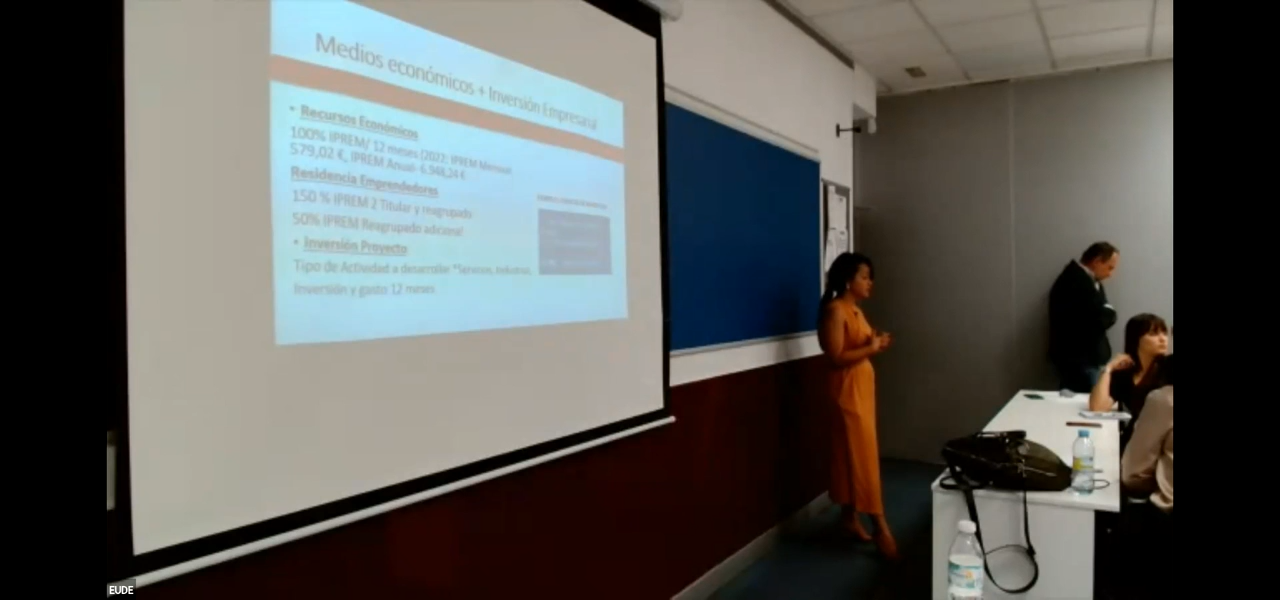 Medios económicos + Inversión Empresarial
• Recursos Económicos
100% IPREM/ 12 meses (2022: IPREM Mensual
579,02 €, IPREM Anual- 6.948,24 €
Residencia Emprendedores
150 % IPREM 2 Titular y reagrupado
50% IPREM Reagrupado adicional
• Inversión Proyecto
Tipo de Actividad a desarrollar *Servicios, Industria,
Inversión y gasto 12 meses
EUDE